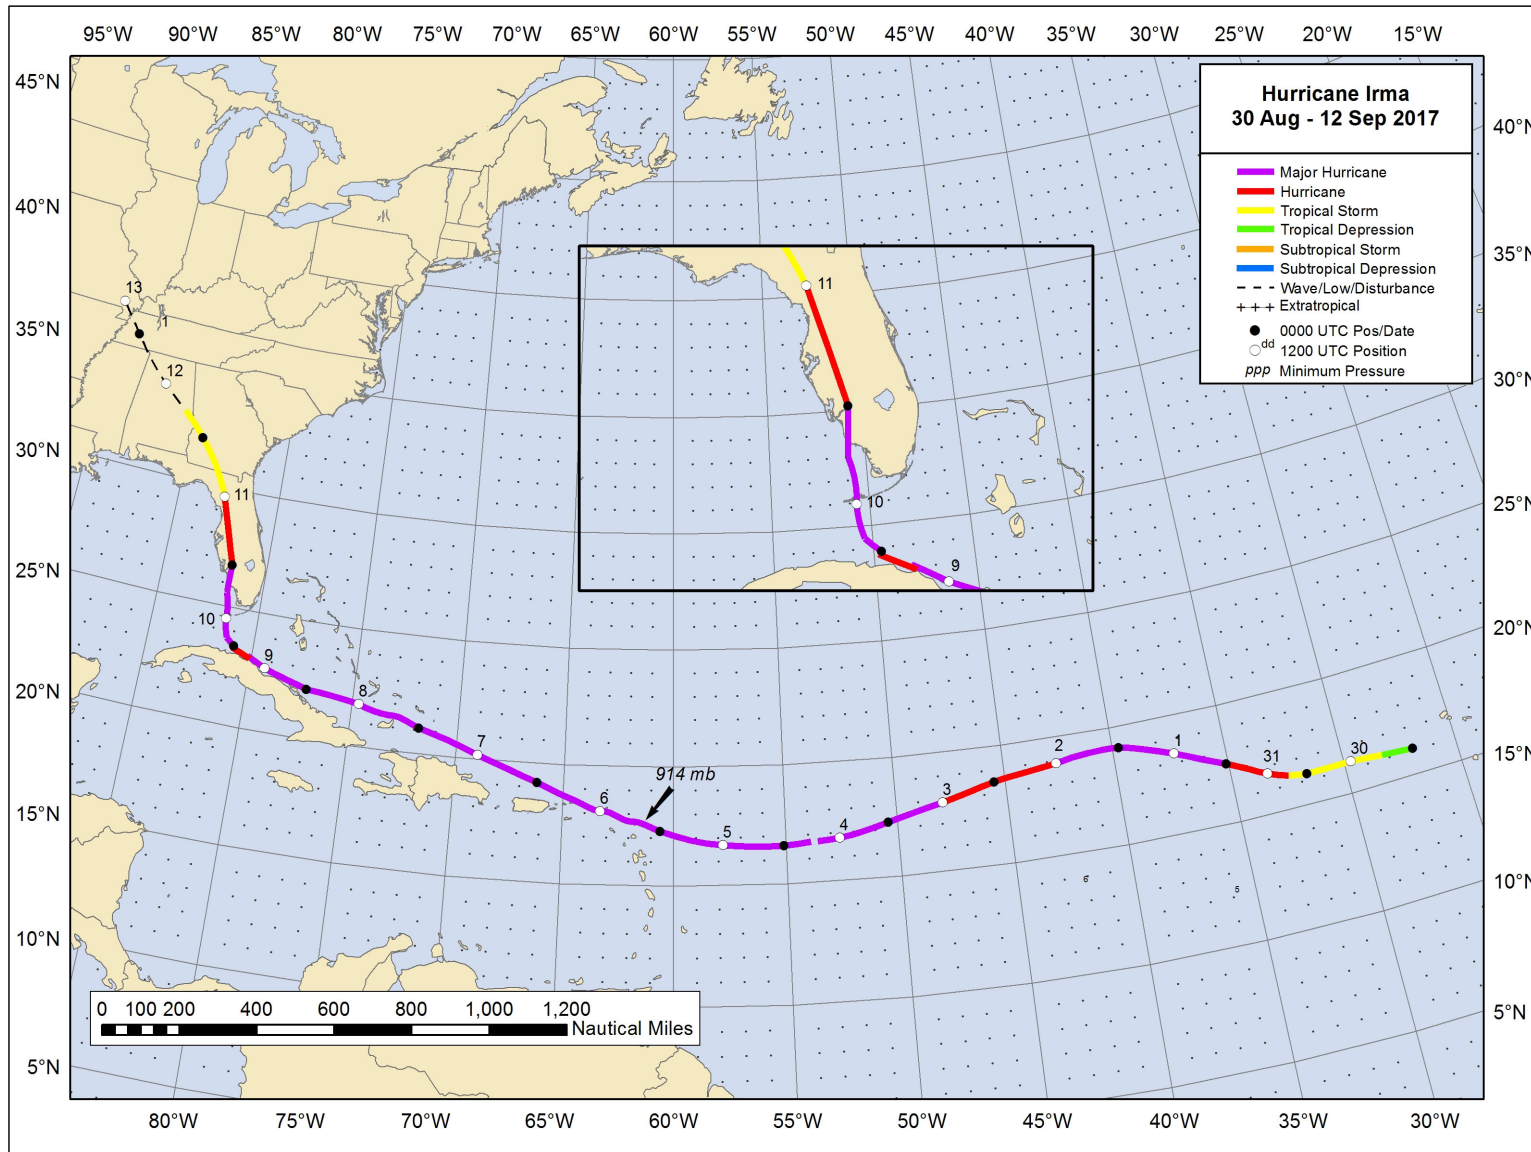 95°W 90°W 85°W 80°W 75°W 70°W 65°W 60°W 55°W 50°W 45°W 40°W 35°W 30°W 25°W 20°W 15°W
45°N
40°N
35°N
30°N
25°N
20°N
15°N
10°N
5°N
Hurricane Irma
30 Aug - 12 Sep 2017
Major Hurricane
Hurricane
Tropical Storm
Tropical Depression
Subtropical Storm
Subtropical Depression
Wave/Low/Disturbance
Extratropical
0000 UTC Pos/Date
dd 1200 UTC Position
ppp Minimum Pressure
40°N
35°N
30°N
25°N
20°N
15°N
10°N
5°N
13
1
12
11
10
9
8
7
6
5
4
3
2
1
31
30
914 mb
11
10
9
6
5
0 100 200 400 600 800 1,000 1,200
Nautical Miles
80°W 75°W 70°W 65°W 60°W 55°W 50°W 45°W 40°W 35°W 30°W